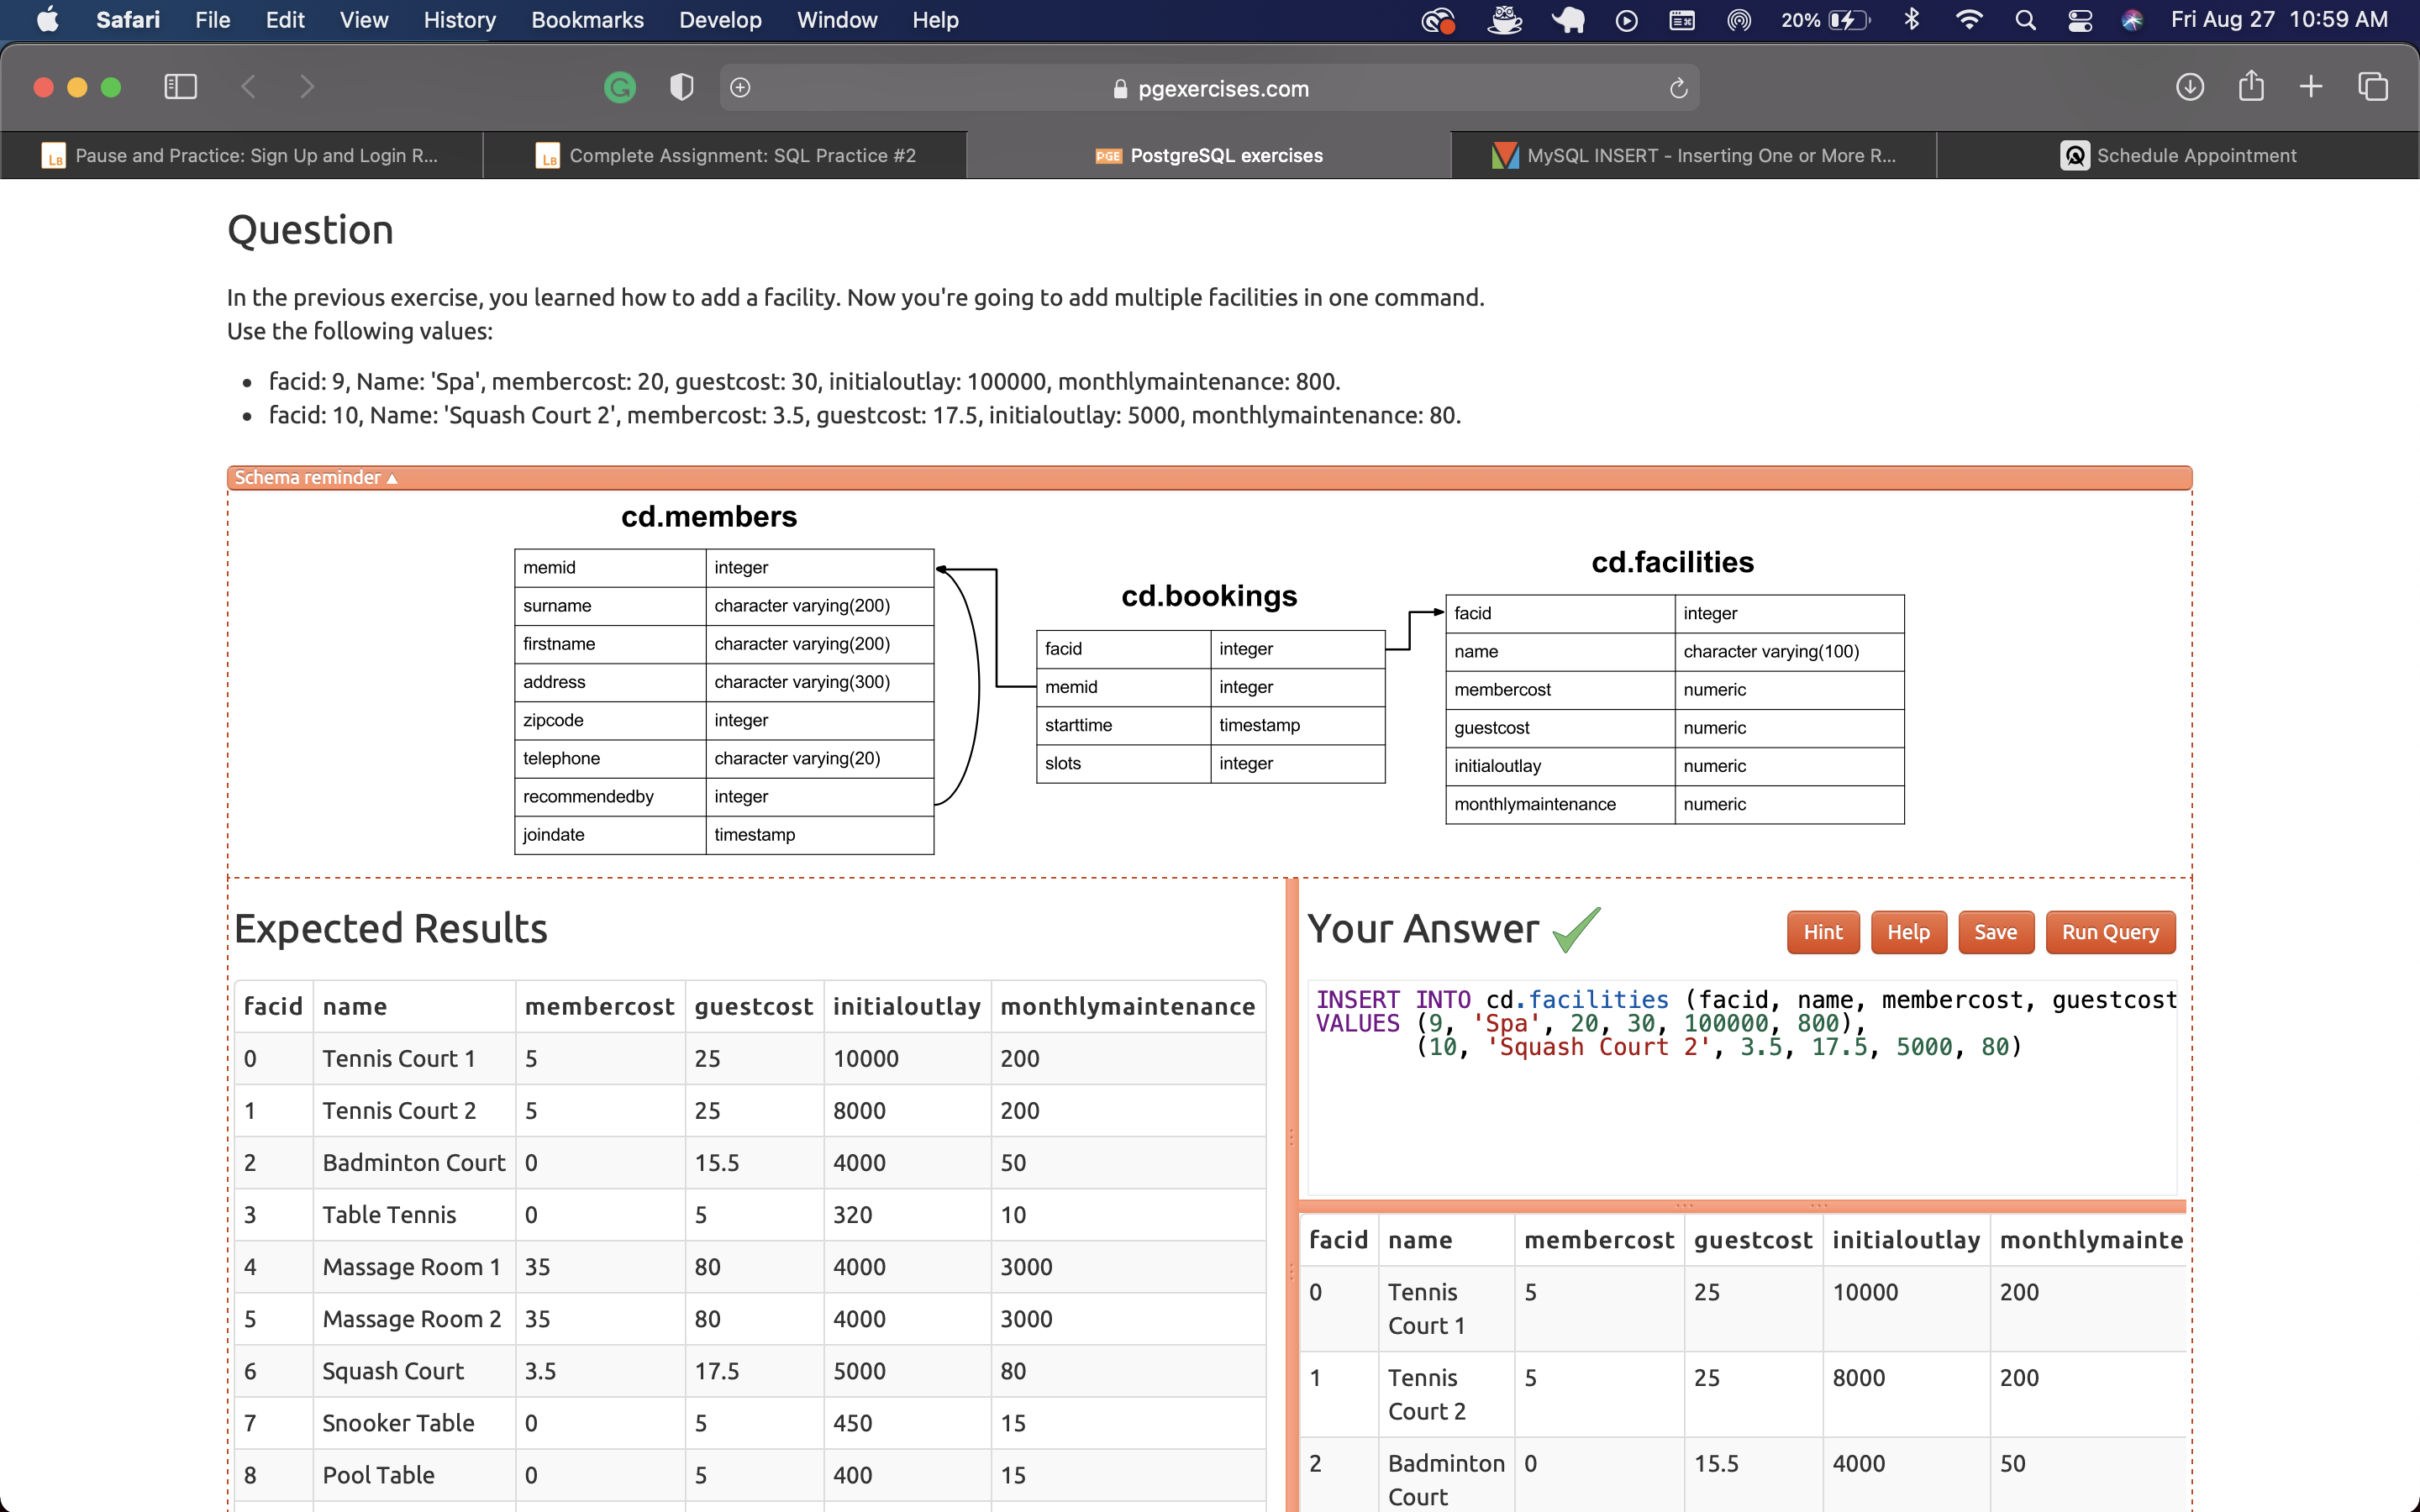 Safari File Edit View History Bookmarks Develop Window Help 20% Fri Aug 27 10:59 AM
pgexercises.com
LB Pause and Practice: Sign Up and Login R... LB Complete Assignment: SQL Practice #2 PGE PostgreSQL exercises MySQL INSERT - Inserting One or More R... Schedule Appointment
Question
In the previous exercise, you learned how to add a facility. Now you're going to add multiple facilities in one command.
Use the following values:
• facid: 9, Name: 'Spa', membercost: 20, guestcost: 30, initialoutlay: 100000, monthlymaintenance: 800.
• facid: 10, Name: 'Squash Court 2', membercost: 3.5, guestcost: 17.5, initialoutlay: 5000, monthlymaintenance: 80.
Schema reminder ▲
cd.members
memid integer
surname character varying(200)
firstname character varying(200)
address character varying(300)
zipcode integer
telephone character varying(20)
recommendedby integer
joindate timestamp
cd.bookings
facid integer
memid integer
starttime timestamp
slots integer
cd.facilities
facid integer
name character varying(100)
membercost numeric
guestcost numeric
initialoutlay numeric
monthlymaintenance numeric
Expected Results
facid name membercost guestcost initialoutlay monthlymaintenance
0 Tennis Court 1 5 25 10000 200
1 Tennis Court 2 5 25 8000 200
2 Badminton Court 0 15.5 4000 50
3 Table Tennis 0 5 320 10
4 Massage Room 1 35 80 4000 3000
5 Massage Room 2 35 80 4000 3000
6 Squash Court 3.5 17.5 5000 80
7 Snooker Table 0 5 450 15
8 Pool Table 0 5 400 15
Your Answer
Hint Help Save Run Query
INSERT INTO cd.facilities (facid, name, membercost, guestcost
VALUES (9, 'Spa', 20, 30, 100000, 800),
(10, 'Squash Court 2', 3.5, 17.5, 5000, 80)
facid name membercost guestcost initialoutlay monthlymainte
0 Tennis Court 1 5 25 10000 200
1 Tennis Court 2 5 25 8000 200
2 Badminton Court 0 15.5 4000 50